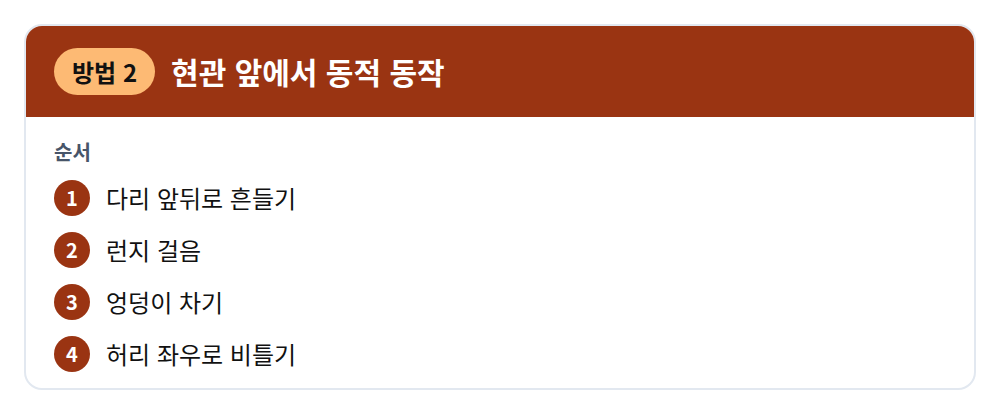 방법 2 현관 앞에서 동적 동작
순서
1 다리 앞뒤로 흔들기
2 런지 걸음
3 엉덩이 차기
4 허리 좌우로 비틀기